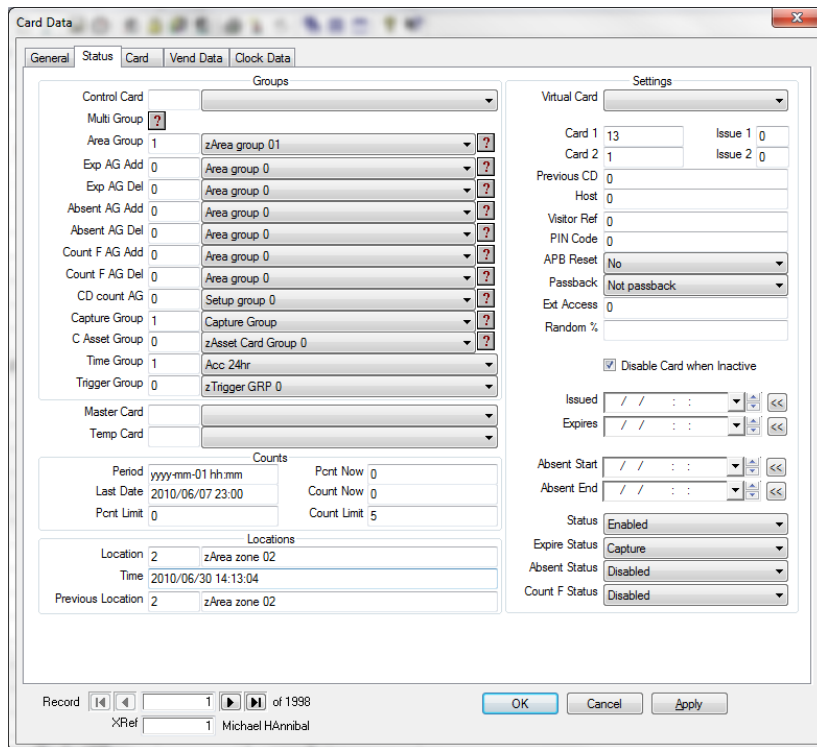 Card Data
General Status Card Vend Data Clock Data
Groups
Control Card
Multi Group ?
Area Group 1 zArea group 01 ?
Exp AG Add 0 Area group 0 ?
Exp AG Del 0 Area group 0 ?
Absent AG Add 0 Area group 0 ?
Absent AG Del 0 Area group 0 ?
Count F AG Add 0 Area group 0 ?
Count F AG Del 0 Area group 0 ?
CD count AG 0 Setup group 0 ?
Capture Group 1 Capture Group ?
C Asset Group 0 zAsset Card Group 0 ?
Time Group 1 Acc 24hr
Trigger Group 0 zTrigger GRP 0
Master Card
Temp Card
Counts
Period yyyy-mm-01 hh:mm Pcnt Now 0
Last Date 2010/06/07 23:00 Count Now 0
Pcnt Limit 0 Count Limit 5
Locations
Location 2 zArea zone 02
Time 2010/06/30 14:13:04
Previous Location 2 zArea zone 02
Settings
Virtual Card
Card 1 13 Issue 1 0
Card 2 1 Issue 2 0
Previous CD 0
Host 0
Visitor Ref 0
PIN Code 0
APB Reset No
Passback Not passback
Ext Access 0
Random %
Disable Card when Inactive
Issued / / : : <<
Expires / / : : <<
Absent Start / / : : <<
Absent End / / : : <<
Status Enabled
Expire Status Capture
Absent Status Disabled
Count F Status Disabled
Record 1 of 1998
XRef 1 Michael HAnnibal
OK Cancel Apply